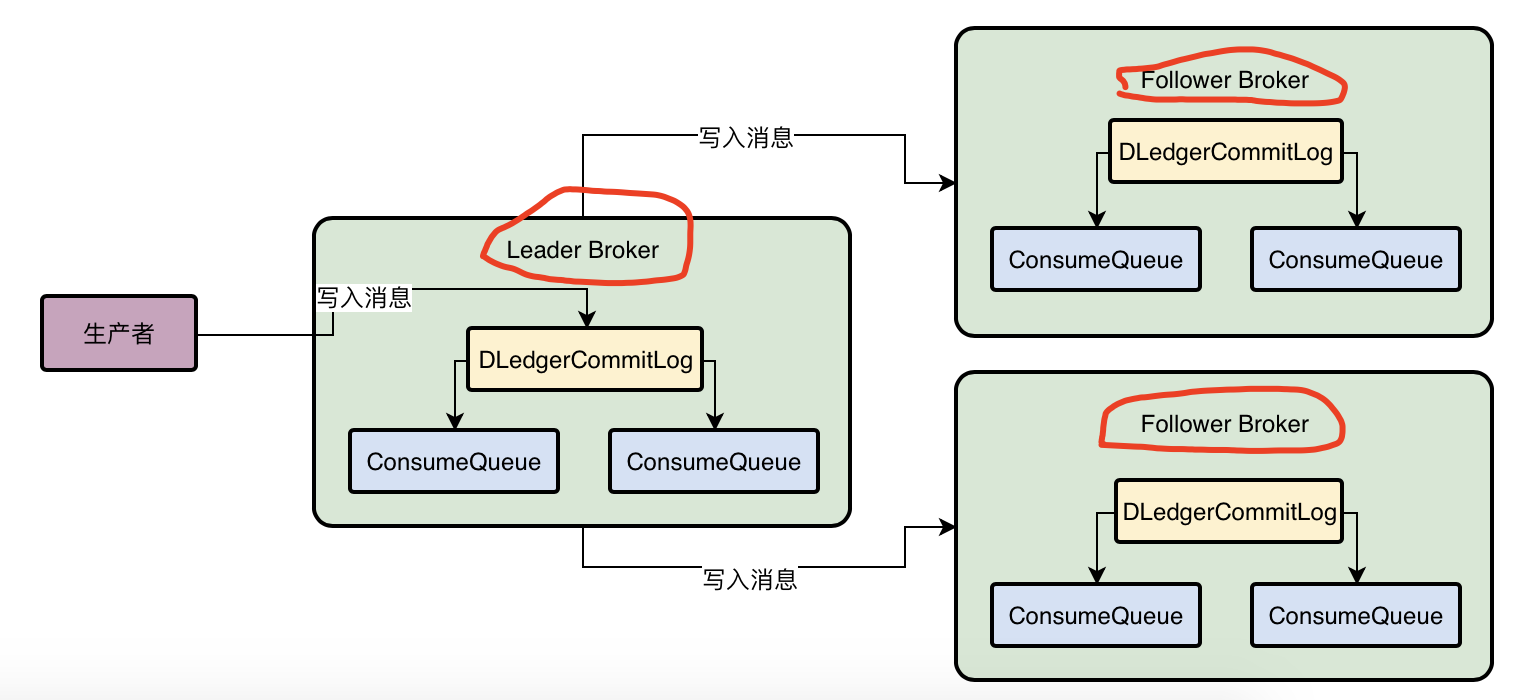 生产者
写入消息
Leader Broker
DLedgerCommitLog
ConsumeQueue
ConsumeQueue
写入消息
Follower Broker
DLedgerCommitLog
ConsumeQueue
ConsumeQueue
写入消息
Follower Broker
DLedgerCommitLog
ConsumeQueue
ConsumeQueue